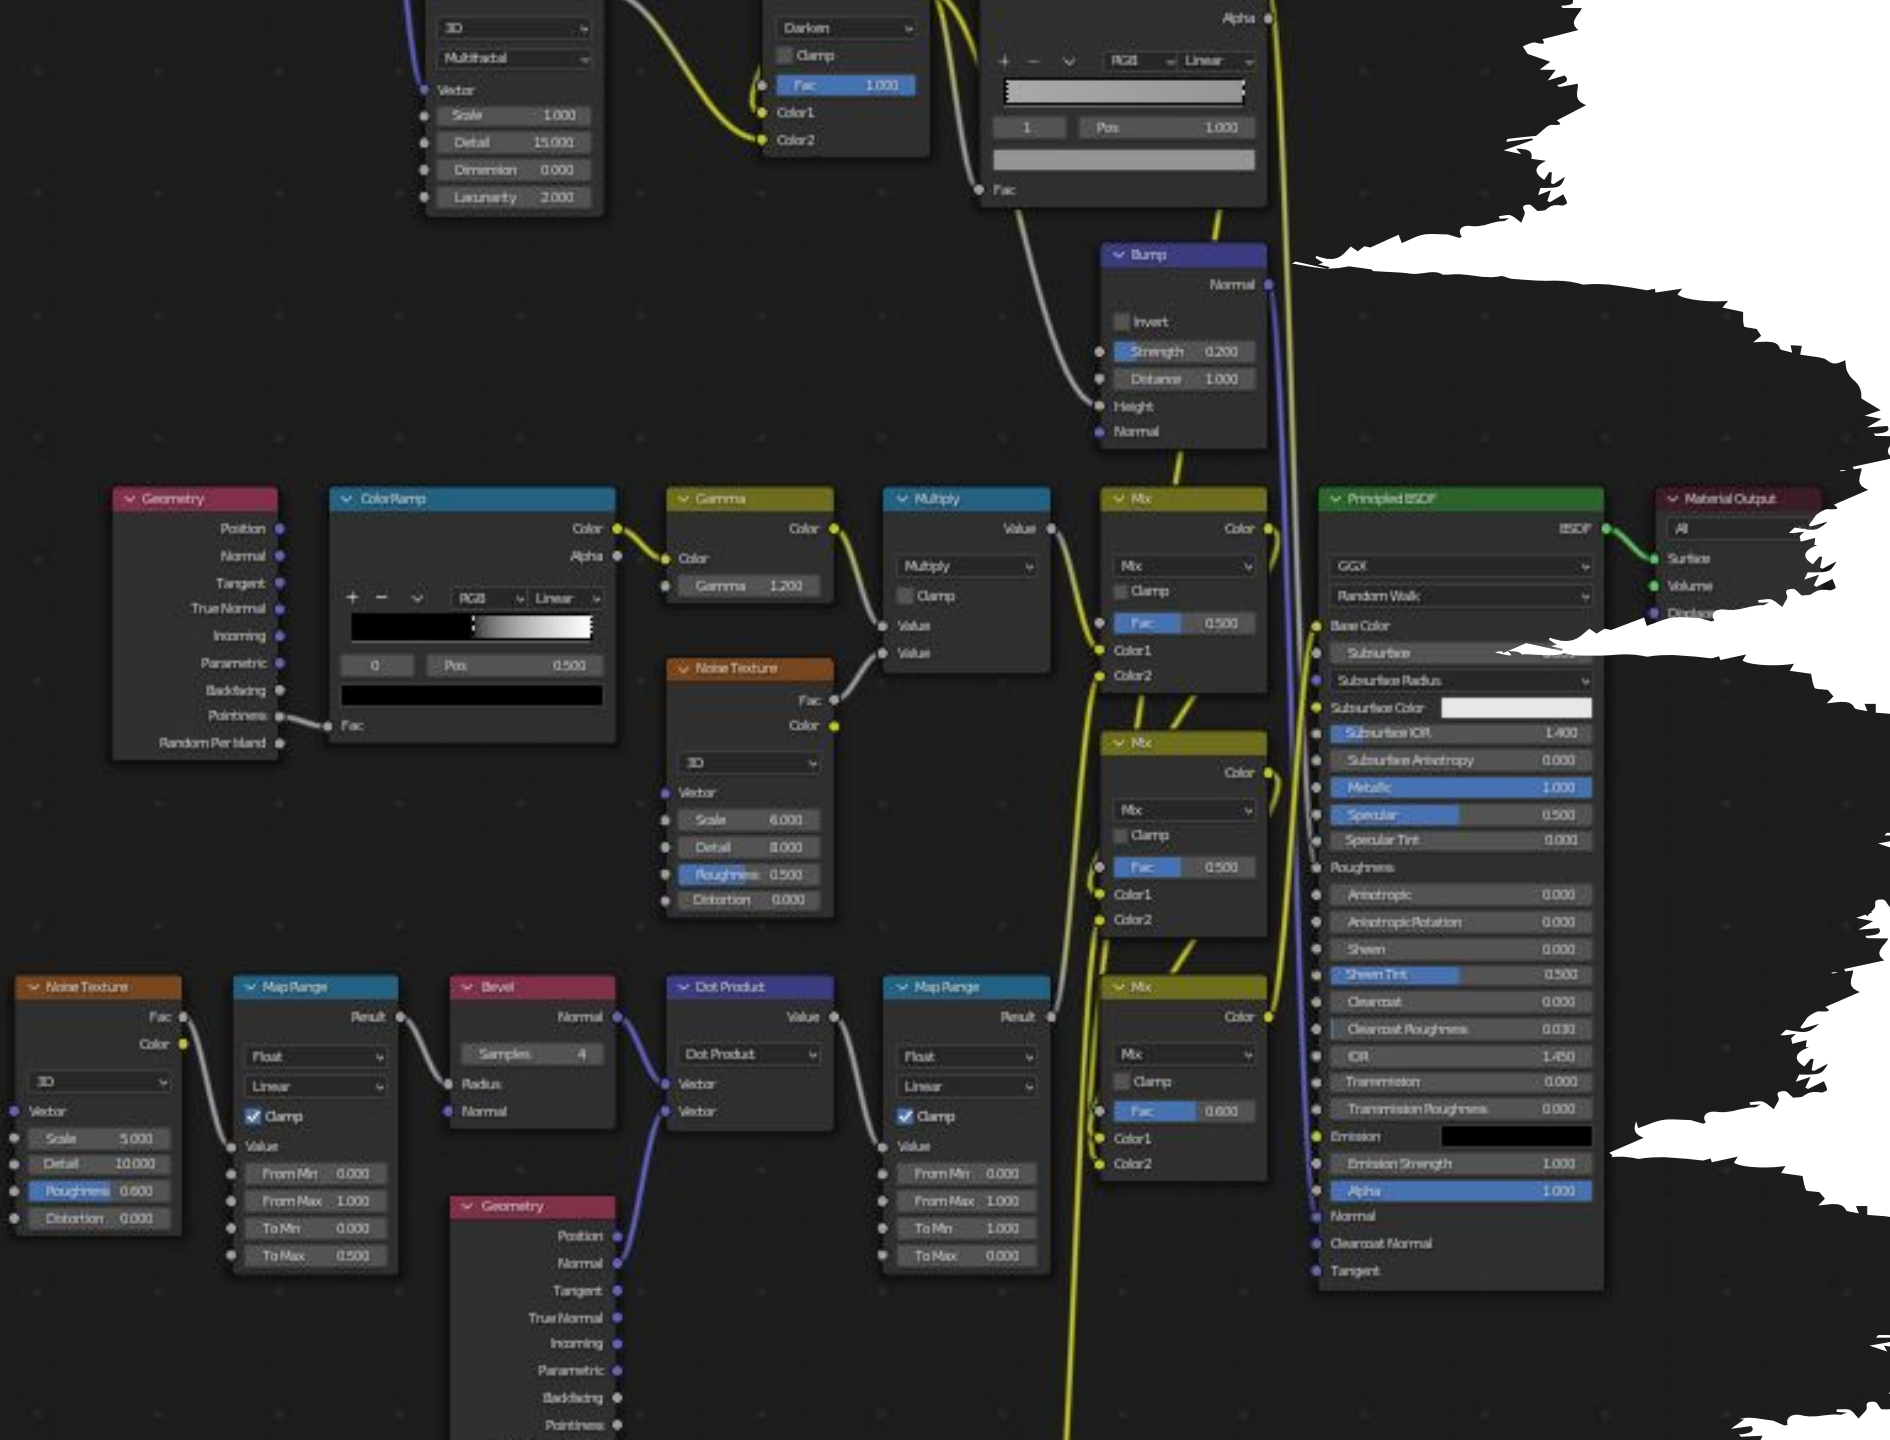 3D
Multifractal
Vector
Scale 1.000
Detail 15.000
Dimension 0.000
Lacunarity 2.000
Darken
Clamp
Fac 1.000
Color1
Color2
Alpha
RGB Linear
1 Pos 1.000
Fac
Bump
Normal
Invert
Strength 0.200
Distance 1.000
Height
Normal
Geometry
Position
Normal
Tangent
True Normal
Incoming
Parametric
Backfacing
Pointiness
Random Per Island
ColorRamp
Color
Alpha
RGB Linear
0 Pos 0.500
Fac
Gamma
Color
Color
Gamma 1.200
Noise Texture
Fac
Color
3D
Vector
Scale 6.000
Detail 8.000
Roughness 0.500
Distortion 0.000
Multiply
Value
Multiply
Clamp
Value
Value
Mix
Color
Mix
Clamp
Fac 0.500
Color1
Color2
Mix
Color
Mix
Clamp
Fac 0.500
Color1
Color2
Principled BSDF
BSDF
GGX
Random Walk
Base Color
Subsurface
Subsurface Radius
Subsurface Color
Subsurface IOR 1.400
Subsurface Anisotropy 0.000
Metallic 1.000
Specular 0.500
Specular Tint 0.000
Roughness
Anisotropic 0.000
Anisotropic Rotation 0.000
Sheen 0.000
Sheen Tint 0.500
Clearcoat 0.000
Clearcoat Roughness 0.030
IOR 1.450
Transmission 0.000
Transmission Roughness 0.000
Emission
Emission Strength 1.000
Alpha 1.000
Normal
Clearcoat Normal
Tangent
Material Output
All
Surface
Volume
Noise Texture
Fac
Color
3D
Vector
Scale 5.000
Detail 10.000
Roughness 0.600
Distortion 0.000
Map Range
Result
Float
Linear
Clamp
Value
From Min 0.000
From Max 1.000
To Min 0.000
To Max 0.500
Bevel
Normal
Samples 4
Radius
Normal
Geometry
Position
Normal
Tangent
True Normal
Incoming
Parametric
Backfacing
Pointiness
Dot Product
Value
Dot Product
Vector
Vector
Map Range
Result
Float
Linear
Clamp
Value
From Min 0.000
From Max 1.000
To Min 1.000
To Max 0.000
Mix
Color
Mix
Clamp
Fac 0.600
Color1
Color2